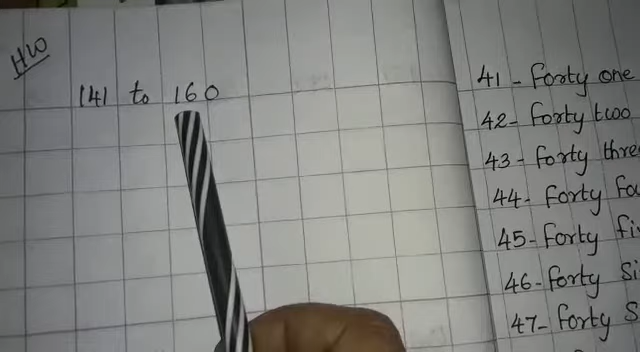 HW
141 to 160
41 - Forty one
42 - Forty two
43 - Forty
44 - Forty
45 - Forty
46 - Forty
47 - Forty